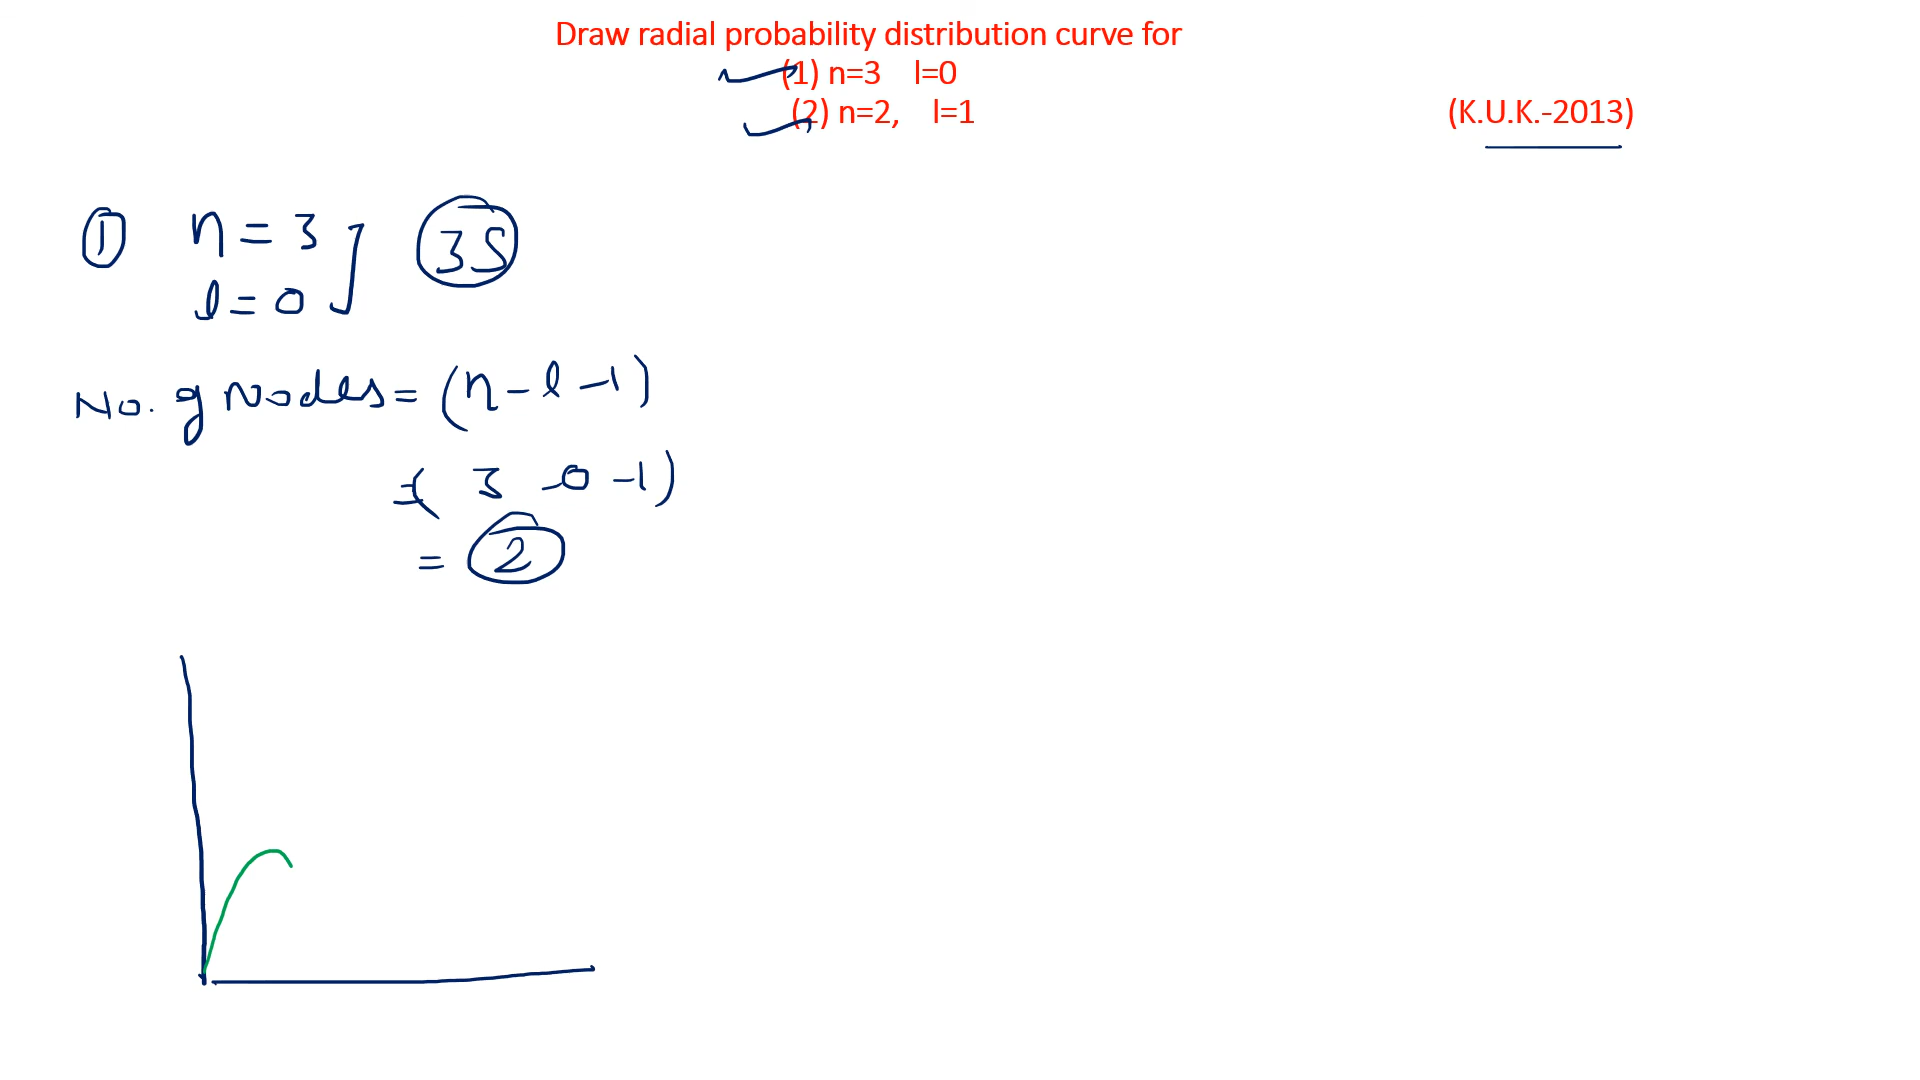 Draw radial probability distribution curve for
(1) n=3 l=0
(2) n=2, l=1 (K.U.K.-2013)
① n = 3 ] 3S
l = 0
No. of nodes = (n - l - 1)
= ( 3 - 0 - 1)
= 2